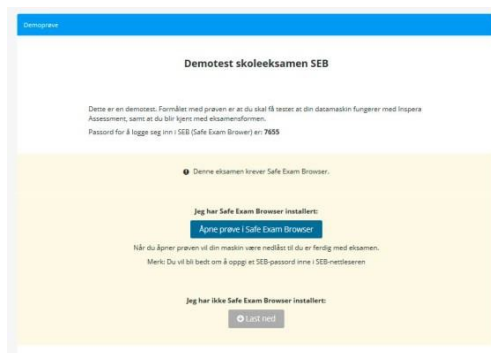 Demoprøve
Demotest skoleeksamen SEB
Dette er en demotest. Formålet med prøven er at du skal få testet at din datamaskin fungerer med Inspera
Assessment, samt at du blir kjent med eksamensformen.
Passord for å logge seg inn i SEB (Safe Exam Brower) er: 7655
Denne eksamen krever Safe Exam Browser.
Jeg har Safe Exam Browser installert:
Åpne prøve i Safe Exam Browser
Når du åpner prøven vil din maskin være nedlåst til du er ferdig med eksamen.
Merk: Du vil bli bedt om å oppgi et SEB-passord inne i SEB-nettleseren
Jeg har ikke Safe Exam Browser installert:
Last ned